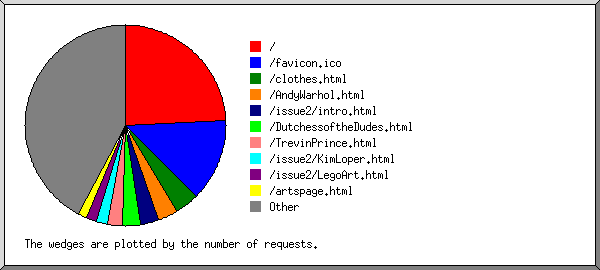 /
/favicon.ico
/clothes.html
/AndyWarhol.html
/issue2/intro.html
/DutchessoftheDudes.html
/TrevinPrince.html
/issue2/KimLoper.html
/issue2/LegoArt.html
/artspage.html
Other
The wedges are plotted by the number of requests.